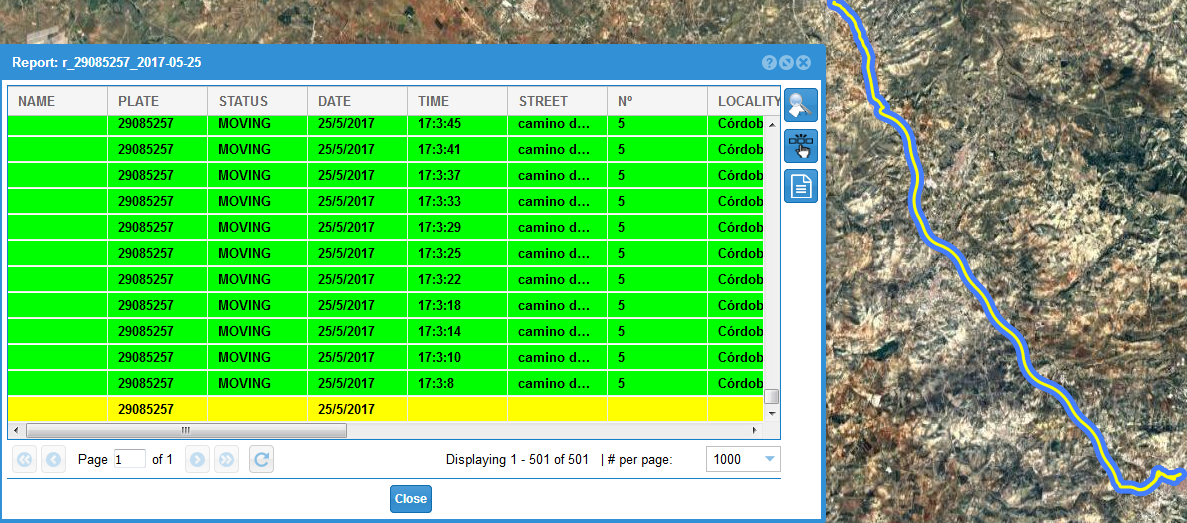 Report: r_29085257_2017-05-25
NAME PLATE STATUS DATE TIME STREET Nº LOCALITY
29085257 MOVING 25/5/2017 17:3:45 camino d... 5 Córdob
29085257 MOVING 25/5/2017 17:3:41 camino d... 5 Córdob
29085257 MOVING 25/5/2017 17:3:37 camino d... 5 Córdob
29085257 MOVING 25/5/2017 17:3:33 camino d... 5 Córdob
29085257 MOVING 25/5/2017 17:3:29 camino d... 5 Córdob
29085257 MOVING 25/5/2017 17:3:25 camino d... 5 Córdob
29085257 MOVING 25/5/2017 17:3:22 camino d... 5 Córdob
29085257 MOVING 25/5/2017 17:3:18 camino d... 5 Córdob
29085257 MOVING 25/5/2017 17:3:14 camino d... 5 Córdob
29085257 MOVING 25/5/2017 17:3:10 camino d... 5 Córdob
29085257 MOVING 25/5/2017 17:3:8 camino d... 5 Córdob
29085257 25/5/2017
Page 1 of 1 Displaying 1 - 501 of 501 | # per page: 1000
Close